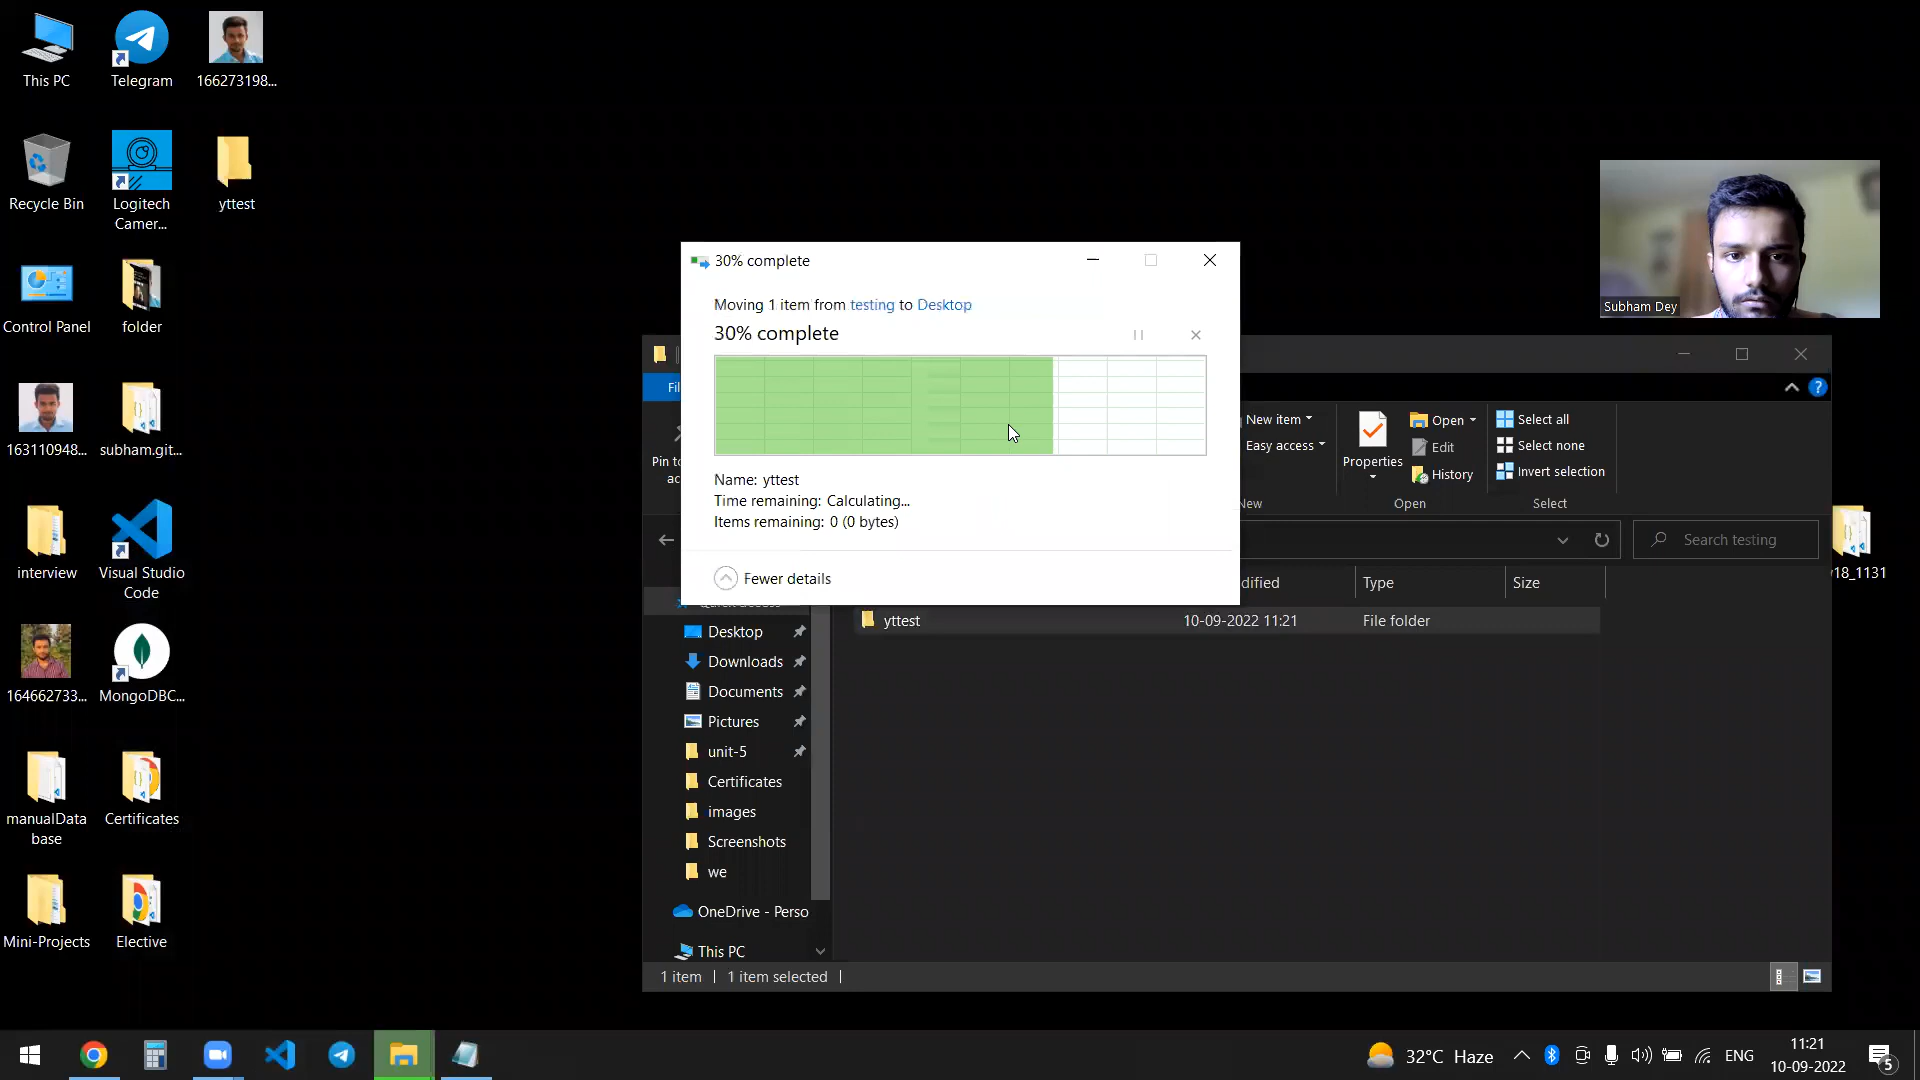 This PC
Telegram
166273198...
Recycle Bin
Logitech
Camer...
yttest
Control Panel
folder
163110948...
subham.git...
interview
Visual Studio
Code
164662733...
MongoDBC...
manualData
base
Certificates
Mini-Projects
Elective
30% complete
Moving 1 item from testing to Desktop
30% complete
Name: yttest
Time remaining: Calculating...
Items remaining: 0 (0 bytes)
Fewer details
Subham Dey
Fil
Pin to
ac
New item
Easy access
Properties
Open
Edit
History
Open
Select all
Select none
Invert selection
Select
Search testing
Type
Size
yttest
10-09-2022 11:21
File folder
Desktop
Downloads
Documents
Pictures
unit-5
Certificates
images
Screenshots
we
OneDrive - Perso
This PC
1 item
1 item selected
18_1131
32°C Haze
ENG
11:21
10-09-2022
5